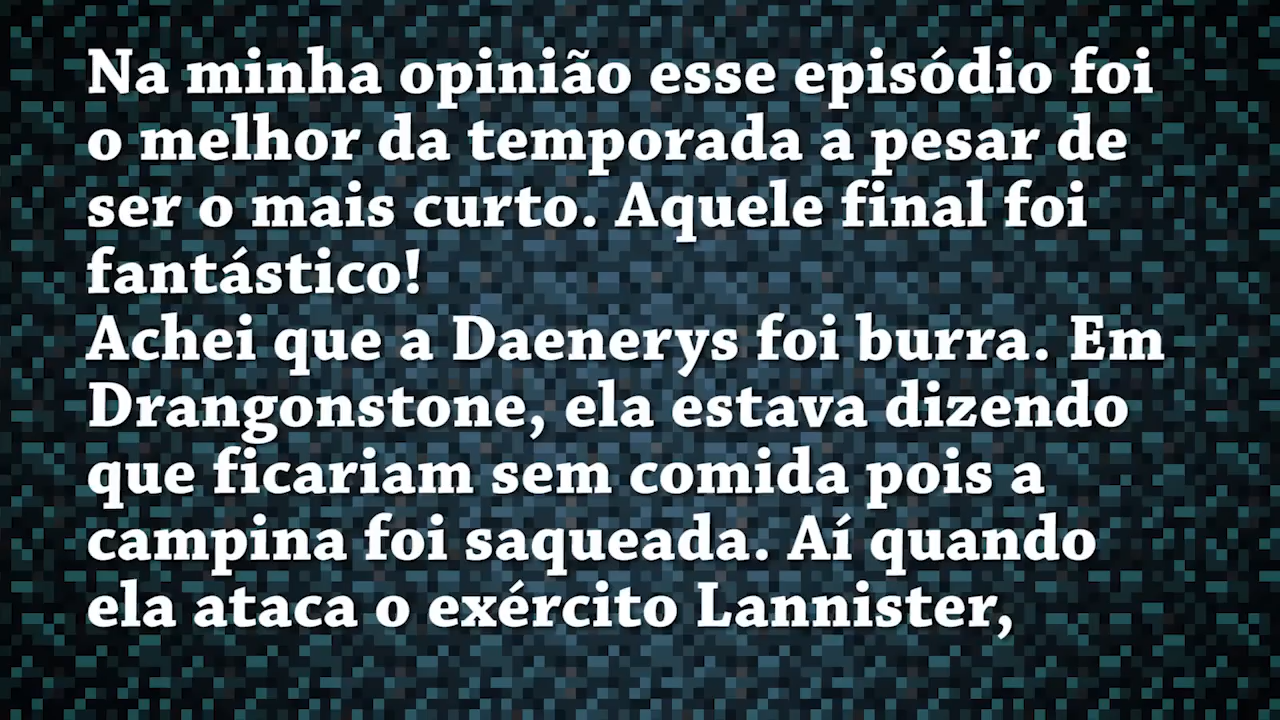 Na minha opinião esse episódio foi
o melhor da temporada a pesar de
ser o mais curto. Aquele final foi
fantástico!
Achei que a Daenerys foi burra. Em
Drangonstone, ela estava dizendo
que ficariam sem comida pois a
campina foi saqueada. Aí quando
ela ataca o exército Lannister,